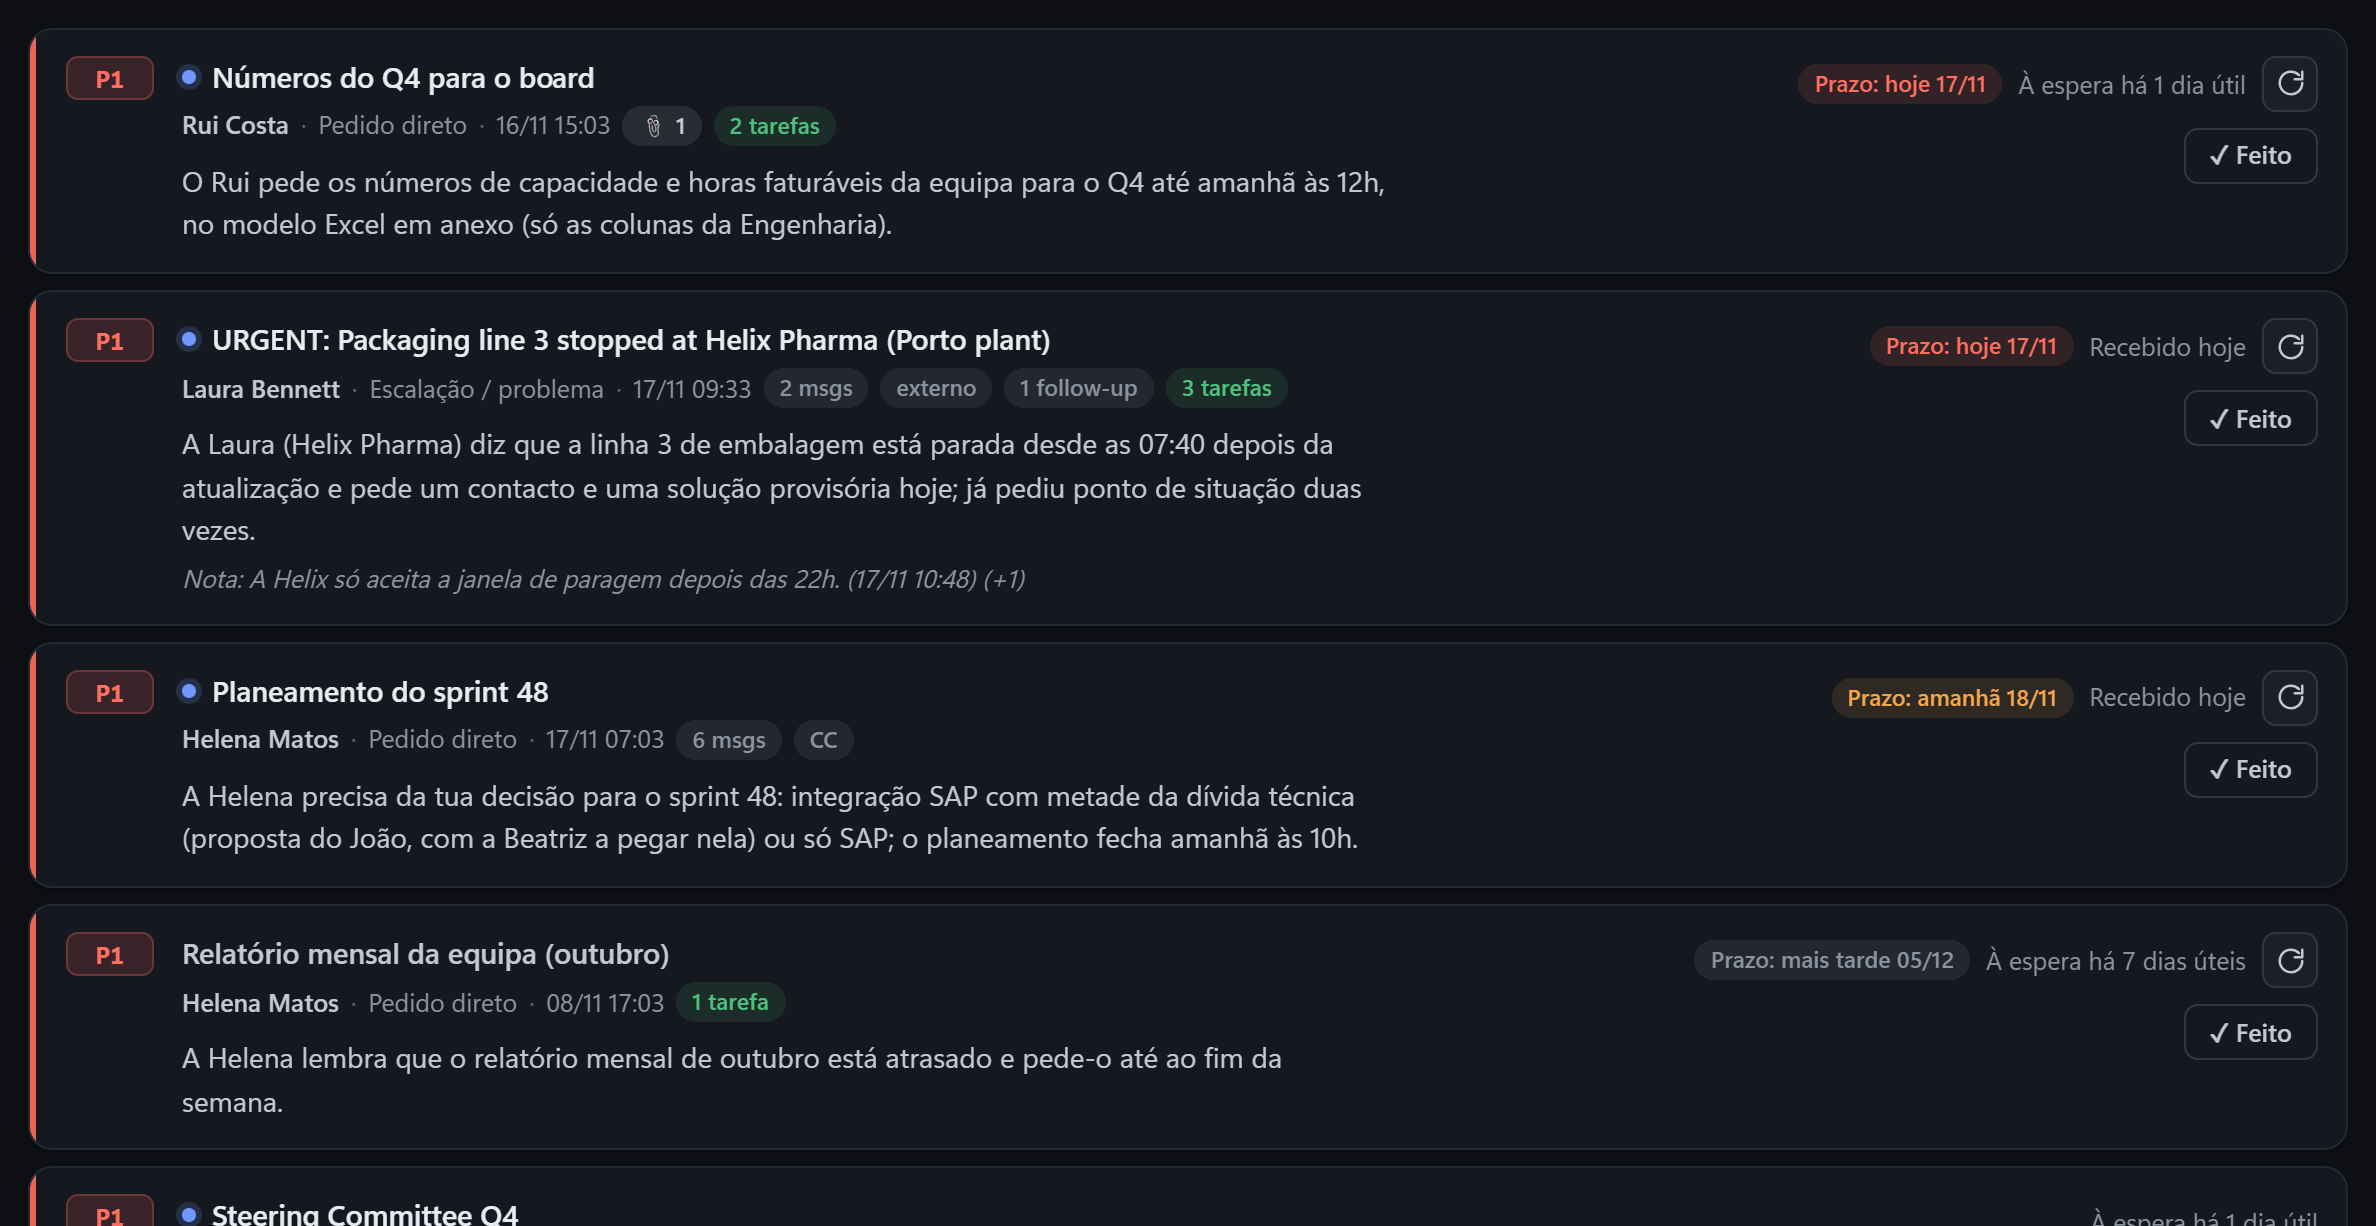 P1 Números do Q4 para o board Prazo: hoje 17/11 À espera há 1 dia útil
Rui Costa · Pedido direto · 16/11 15:03 1 2 tarefas
✓ Feito
O Rui pede os números de capacidade e horas faturáveis da equipa para o Q4 até amanhã às 12h,
no modelo Excel em anexo (só as colunas da Engenharia).
P1 URGENT: Packaging line 3 stopped at Helix Pharma (Porto plant) Prazo: hoje 17/11 Recebido hoje
Laura Bennett · Escalação / problema · 17/11 09:33 2 msgs externo 1 follow-up 3 tarefas
✓ Feito
A Laura (Helix Pharma) diz que a linha 3 de embalagem está parada desde as 07:40 depois da
atualização e pede um contacto e uma solução provisória hoje; já pediu ponto de situação duas
vezes.
Nota: A Helix só aceita a janela de paragem depois das 22h. (17/11 10:48) (+1)
P1 Planeamento do sprint 48 Prazo: amanhã 18/11 Recebido hoje
Helena Matos · Pedido direto · 17/11 07:03 6 msgs CC
✓ Feito
A Helena precisa da tua decisão para o sprint 48: integração SAP com metade da dívida técnica
(proposta do João, com a Beatriz a pegar nela) ou só SAP; o planeamento fecha amanhã às 10h.
P1 Relatório mensal da equipa (outubro) Prazo: mais tarde 05/12 À espera há 7 dias úteis
Helena Matos · Pedido direto · 08/11 17:03 1 tarefa
✓ Feito
A Helena lembra que o relatório mensal de outubro está atrasado e pede-o até ao fim da
semana.
P1 Steering Committee Q4 À espera há 1 dia útil